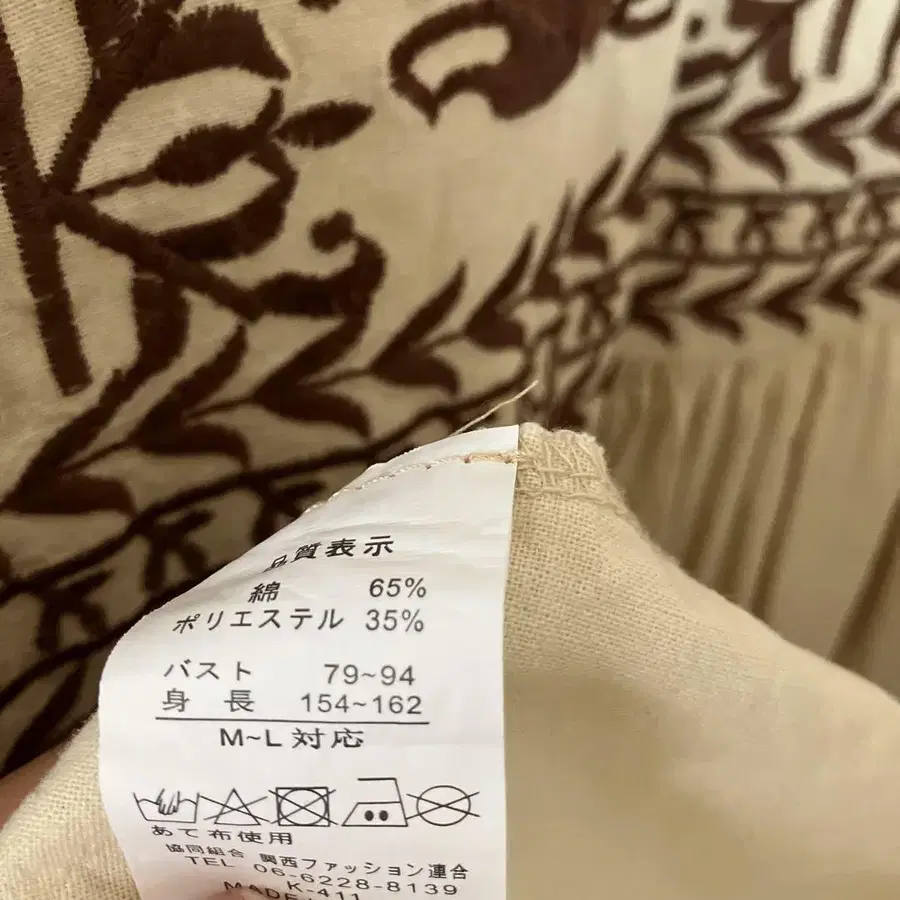 品質表示
綿 65%
ポリエステル 35%
バスト 79~94
身長 154~162
M~L対応
あて布使用
協同組合 関西ファッション連合
TEL 06-6228-8139
K-411
MADE